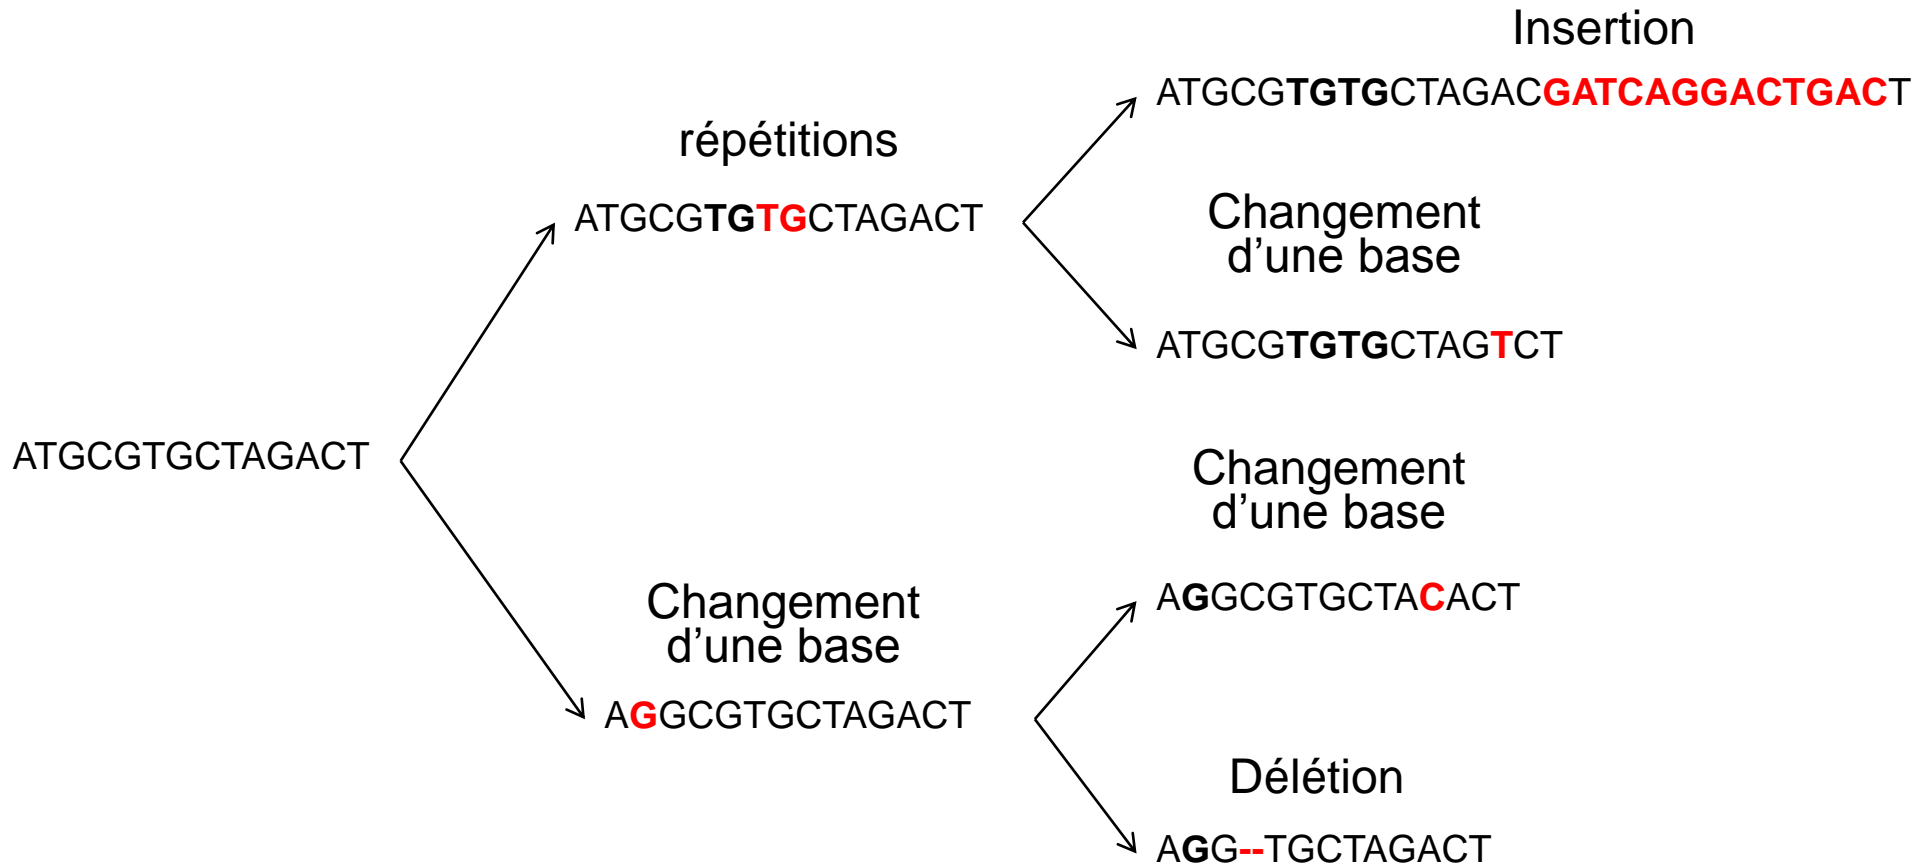 Insertion
ATGCGTGTGCTAGACGATCAGGACTGACT
répétitions
ATGCGTGTGCTAGACT
Changement
d’une base
ATGCGTGTGCTAGTCT
ATGCGTGCTAGACT
Changement
d’une base
AGGCGTGCTACACT
Changement
d’une base
AGGCGTGCTAGACT
Délétion
AGG--TGCTAGACT